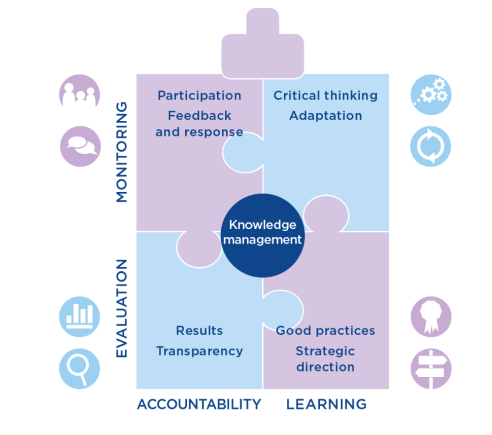 Participation
Feedback
and response
Critical thinking
Adaptation
MONITORING
Knowledge
management
EVALUATION
Results
Transparency
Good practices
Strategic
direction
ACCOUNTABILITY
LEARNING